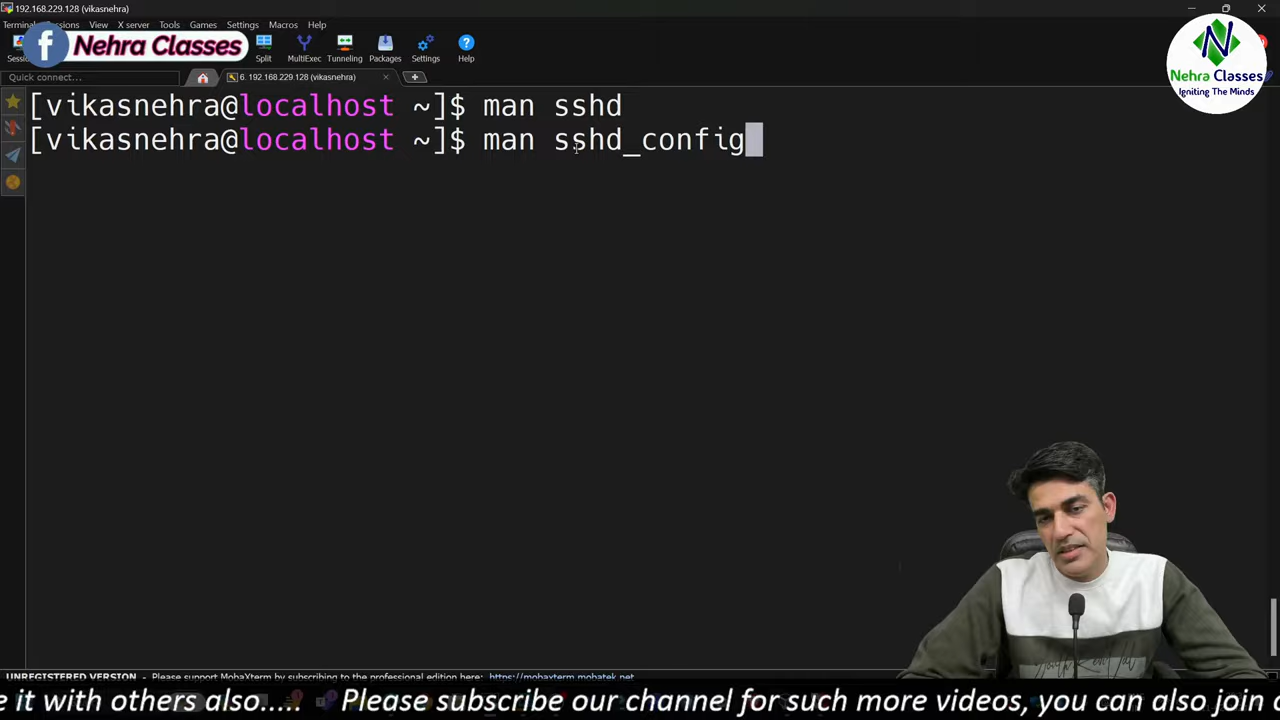 192.168.229.128 (vikasnehra)
Terminal Sessions View X server Tools Games Settings Macros Help
Nehra Classes
Split MultiExec Tunneling Packages Settings Help
Quick connect...
6. 192.168.229.128 (vikasnehra)
[vikasnehra@localhost ~]$ man sshd
[vikasnehra@localhost ~]$ man sshd_config
Nehra Classes
Igniting The Minds
UNREGISTERED VERSION - Please support MobaXterm by subscribing to the professional edition here: https://mobaxterm.mobatek.net
e it with others also..... Please subscribe our channel for such more videos, you can also join